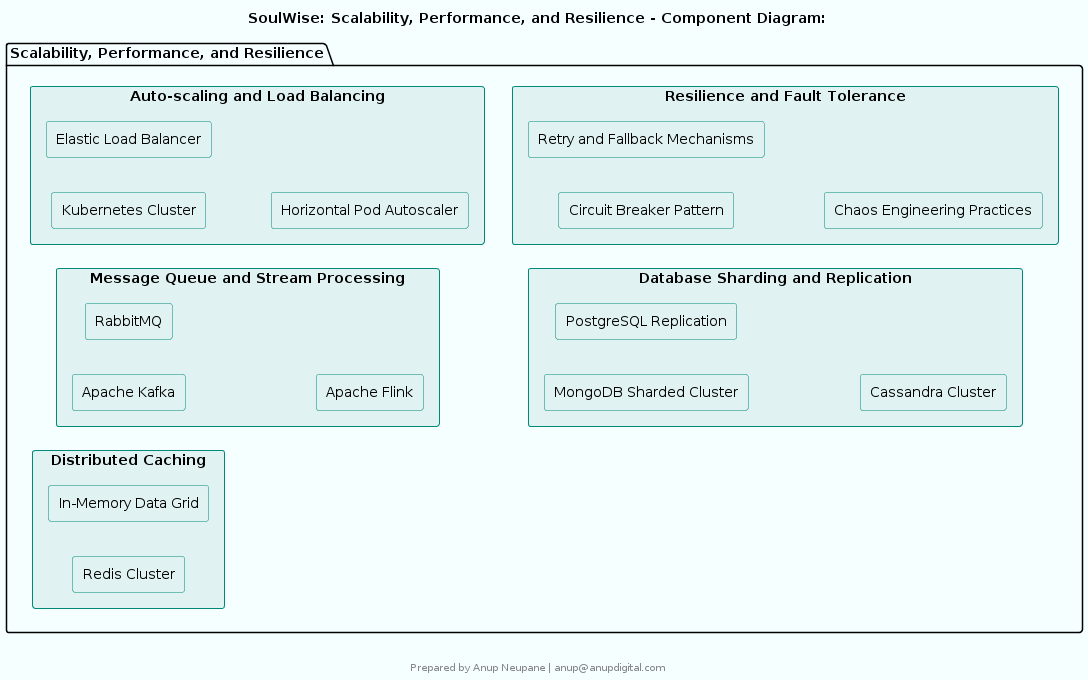 SoulWise: Scalability, Performance, and Resilience - Component Diagram:
Scalability, Performance, and Resilience
Auto-scaling and Load Balancing
Elastic Load Balancer
Kubernetes Cluster
Horizontal Pod Autoscaler
Resilience and Fault Tolerance
Retry and Fallback Mechanisms
Circuit Breaker Pattern
Chaos Engineering Practices
Message Queue and Stream Processing
RabbitMQ
Apache Kafka
Apache Flink
Database Sharding and Replication
PostgreSQL Replication
MongoDB Sharded Cluster
Cassandra Cluster
Distributed Caching
In-Memory Data Grid
Redis Cluster
Prepared by Anup Neupane | anup@anupdigital.com